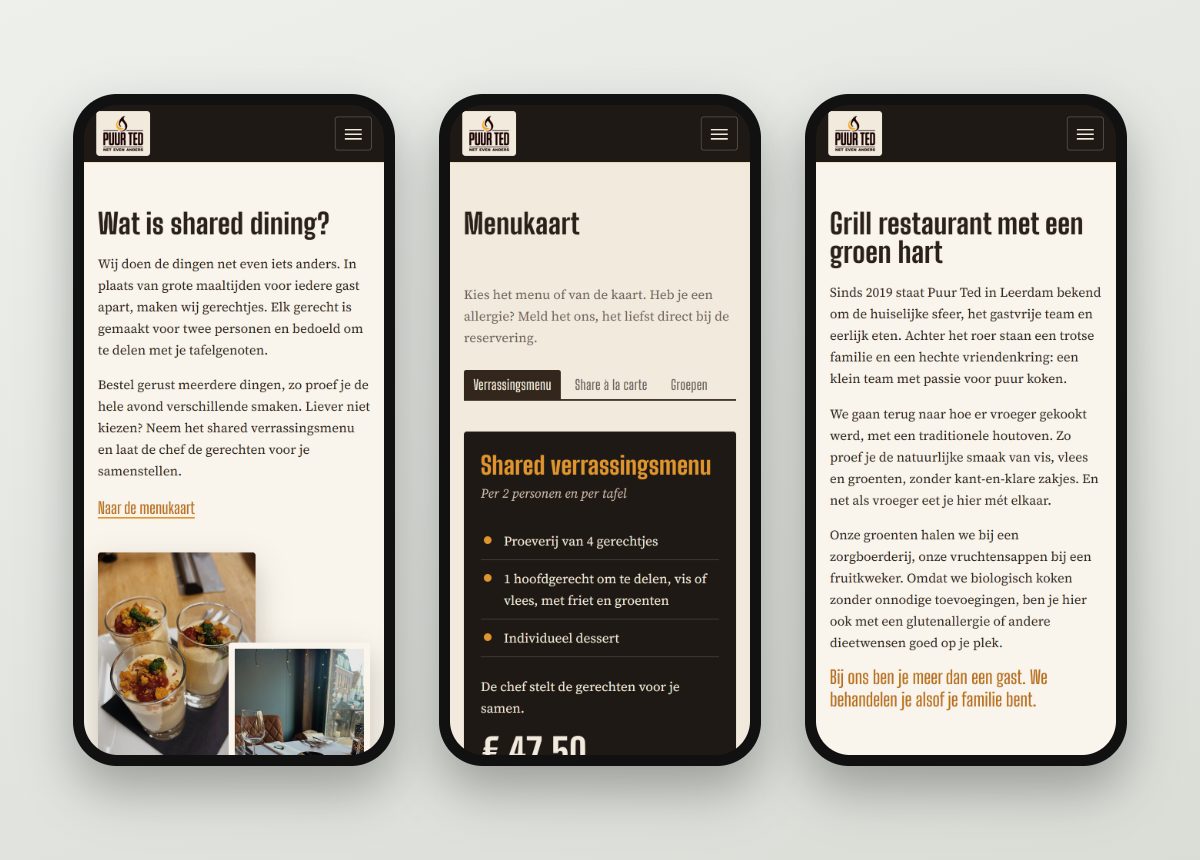 PUUR TED
NET EVEN ANDERS
Wat is shared dining?
Wij doen de dingen net even iets anders. In
plaats van grote maaltijden voor iedere gast
apart, maken wij gerechtjes. Elk gerecht is
gemaakt voor twee personen en bedoeld om
te delen met je tafelgenoten.
Bestel gerust meerdere dingen, zo proef je de
hele avond verschillende smaken. Liever niet
kiezen? Neem het shared verrassingsmenu
en laat de chef de gerechten voor je
samenstellen.
Naar de menukaart
PUUR TED
NET EVEN ANDERS
Menukaart
Kies het menu of van de kaart. Heb je een
allergie? Meld het ons, het liefst direct bij de
reservering.
Verrassingsmenu Share à la carte Groepen
Shared verrassingsmenu
Per 2 personen en per tafel
Proeverij van 4 gerechtjes
1 hoofdgerecht om te delen, vis of
vlees, met friet en groenten
Individueel dessert
De chef stelt de gerechten voor je
samen.
€ 47,50
PUUR TED
NET EVEN ANDERS
Grill restaurant met een
groen hart
Sinds 2019 staat Puur Ted in Leerdam bekend
om de huiselijke sfeer, het gastvrije team en
eerlijk eten. Achter het roer staan een trotse
familie en een hechte vriendenkring: een
klein team met passie voor puur koken.
We gaan terug naar hoe er vroeger gekookt
werd, met een traditionele houtoven. Zo
proef je de natuurlijke smaak van vis, vlees
en groenten, zonder kant-en-klare zakjes. En
net als vroeger eet je hier mét elkaar.
Onze groenten halen we bij een
zorgboerderij, onze vruchtensappen bij een
fruitkweker. Omdat we biologisch koken
zonder onnodige toevoegingen, ben je hier
ook met een glutenallergie of andere
dieetwensen goed op je plek.
Bij ons ben je meer dan een gast. We
behandelen je alsof je familie bent.